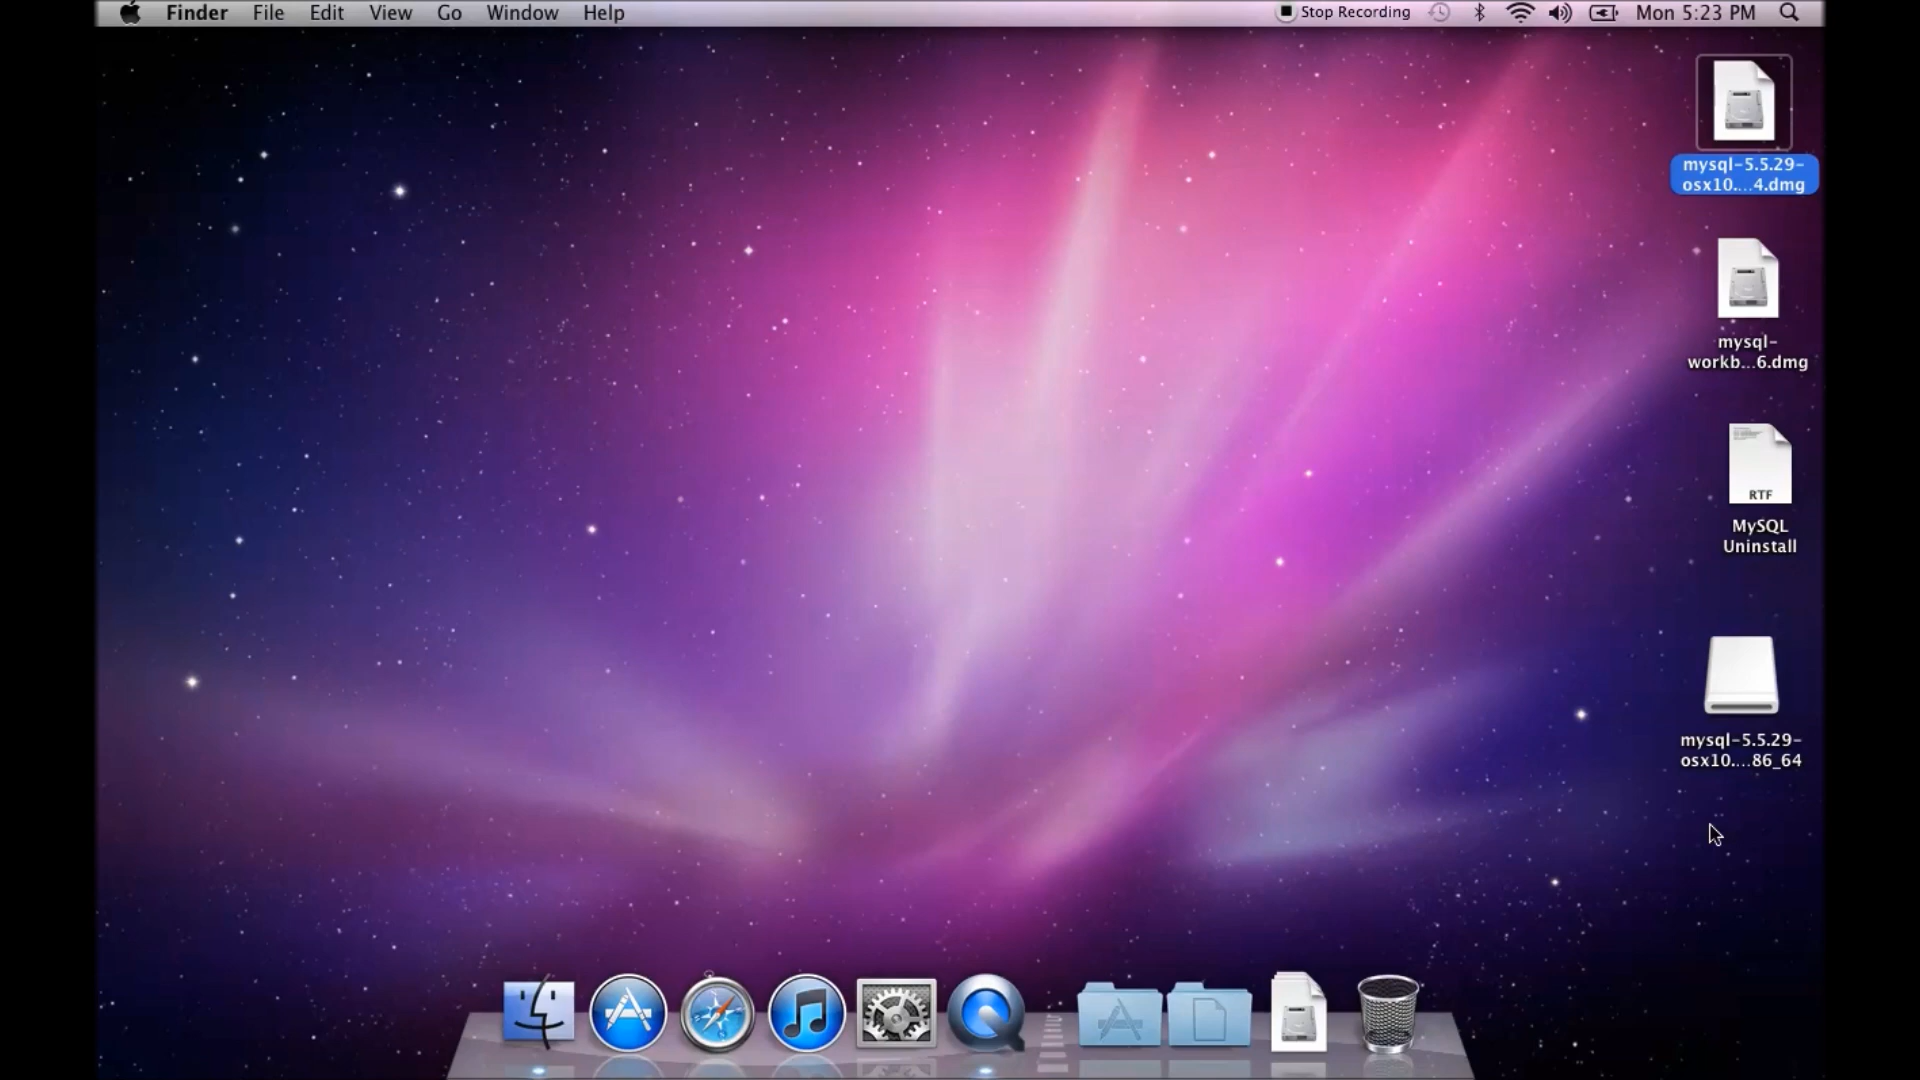 Finder File Edit View Go Window Help Stop Recording Mon 5:23 PM
mysql-5.5.29-
osx10....4.dmg
mysql-
workb...6.dmg
RTF
MySQL
Uninstall
mysql-5.5.29-
osx10....86_64